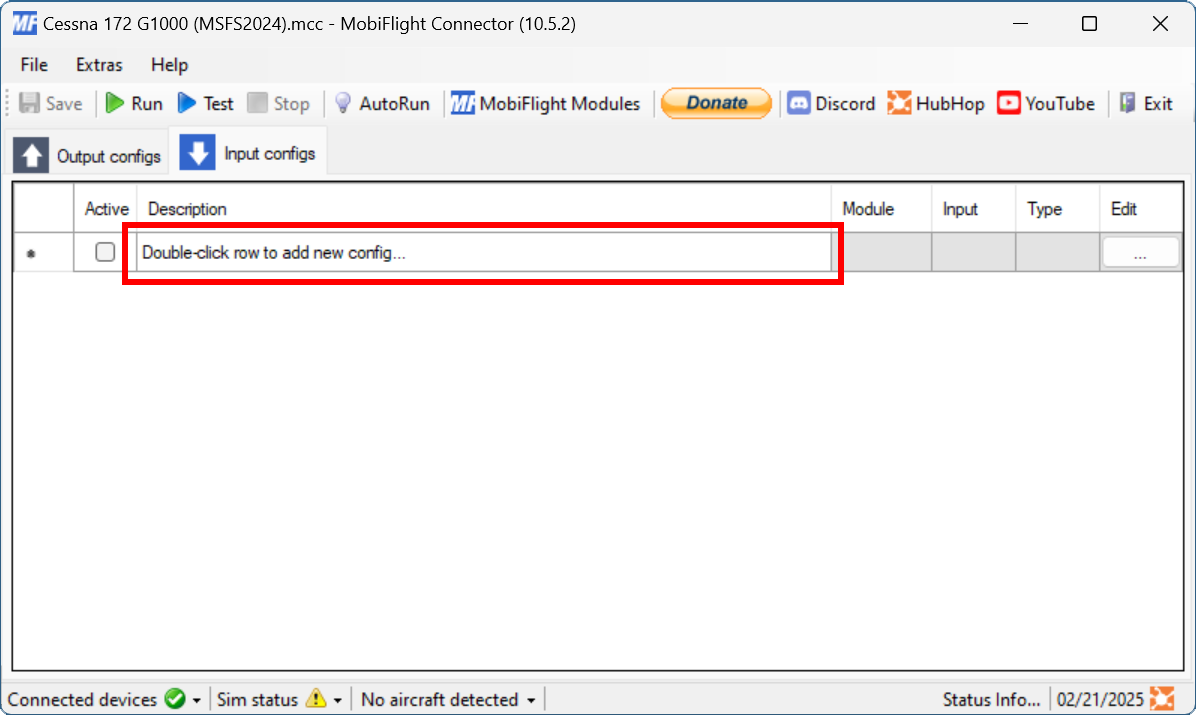 MF Cessna 172 G1000 (MSFS2024).mcc - MobiFlight Connector (10.5.2)
File Extras Help
Save Run Test Stop AutoRun MF MobiFlight Modules Donate Discord HubHop YouTube Exit
Output configs Input configs
Active Description Module Input Type Edit
Double-click row to add new config... ...
Connected devices Sim status No aircraft detected Status Info... 02/21/2025